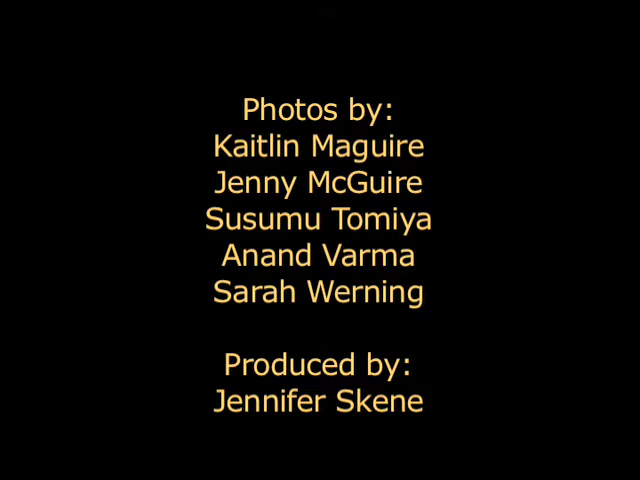 Photos by:
Kaitlin Maguire
Jenny McGuire
Susumu Tomiya
Anand Varma
Sarah Werning
Produced by:
Jennifer Skene